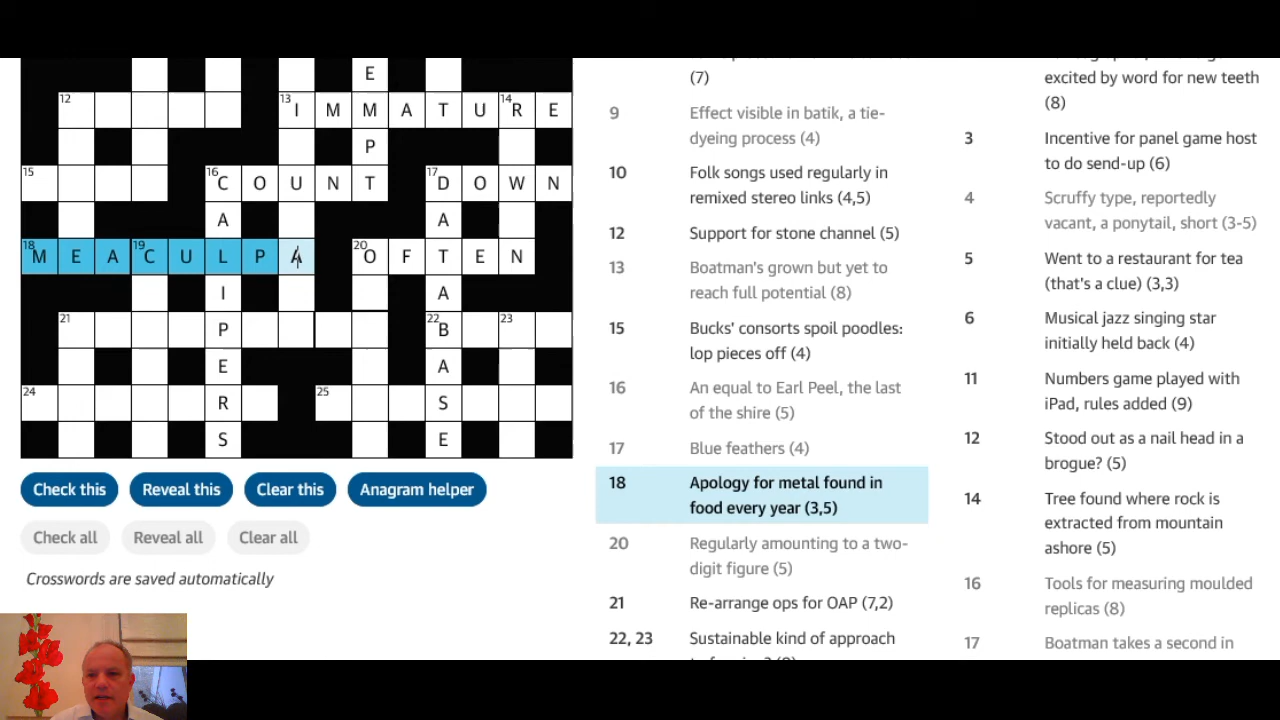 E
12 13 I M M A T U 14 R E
P
15 16 C O U N T 17 D O W N
A A
18 M E A 19 C U L P A 20 O F T E N
I A
21 P 22 B 23
E A
24 R 25 S
S E
Check this
Reveal this
Clear this
Anagram helper
Check all
Reveal all
Clear all
Crosswords are saved automatically
(7)
9 Effect visible in batik, a tie-
dyeing process (4)
10 Folk songs used regularly in
remixed stereo links (4,5)
12 Support for stone channel (5)
13 Boatman's grown but yet to
reach full potential (8)
15 Bucks' consorts spoil poodles:
lop pieces off (4)
16 An equal to Earl Peel, the last
of the shire (5)
17 Blue feathers (4)
18 Apology for metal found in
food every year (3,5)
20 Regularly amounting to a two-
digit figure (5)
21 Re-arrange ops for OAP (7,2)
22, 23 Sustainable kind of approach
excited by word for new teeth
(8)
3 Incentive for panel game host
to do send-up (6)
4 Scruffy type, reportedly
vacant, a ponytail, short (3-5)
5 Went to a restaurant for tea
(that's a clue) (3,3)
6 Musical jazz singing star
initially held back (4)
11 Numbers game played with
iPad, rules added (9)
12 Stood out as a nail head in a
brogue? (5)
14 Tree found where rock is
extracted from mountain
ashore (5)
16 Tools for measuring moulded
replicas (8)
17 Boatman takes a second in